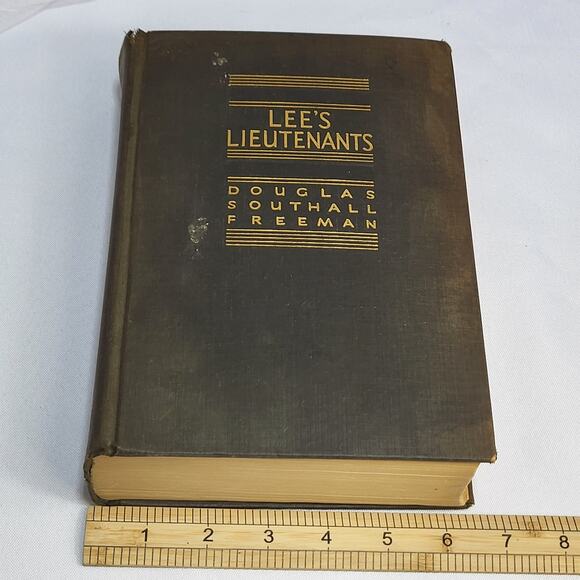 LEE'S
LIEUTENANTS
DOUGLAS
SOUTHALL
FREEMAN
1 2 3 4 5 6 7 8